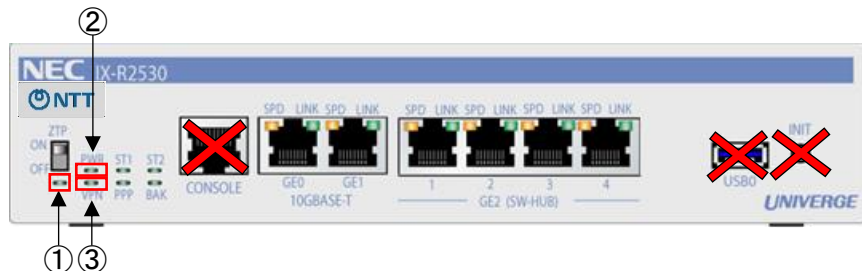 ②
NEC IX-R2530
NTT
SPD LINK SPD LINK SPD LINK SPD LINK SPD LINK SPD LINK
ZTP
INIT
ON
PWR ST1 ST2
OFF
VPN PPP BAK
CONSOLE
GE0 GE1
1 2 3 4
USB0
10GBASE-T
GE2 (SW-HUB)
UNIVERGE
① ③